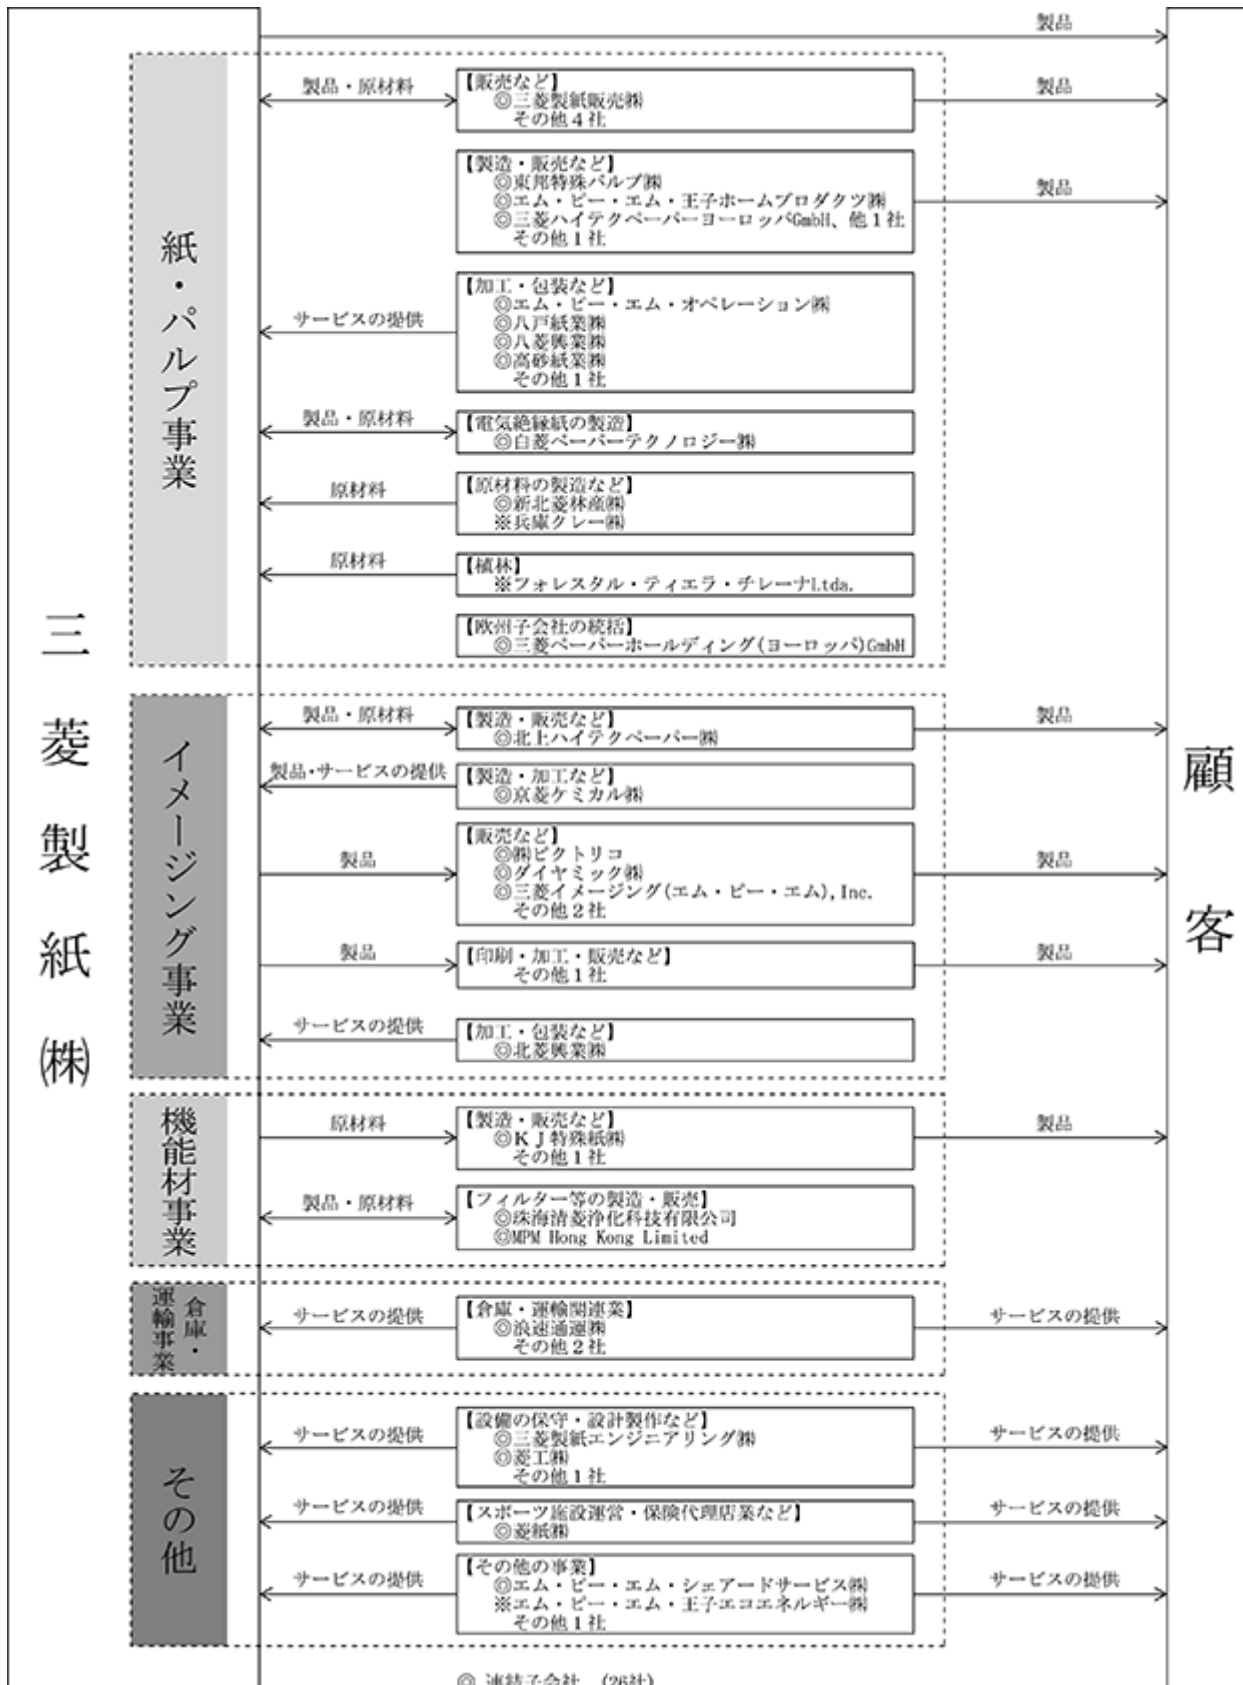 製品
紙・パルプ事業
製品・原材料
【販売など】
◎三菱製紙販売㈱
その他４社
製品
【製造・販売など】
◎東邦特殊パルプ㈱
◎エム・ピー・エム・王子ホームプロダクツ㈱
◎三菱ハイテクペーパーヨーロッパGmbH、他１社
その他１社
製品
サービスの提供
【加工・包装など】
◎エム・ピー・エム・オペレーション㈱
◎八戸紙業㈱
◎八菱興業㈱
◎高砂紙業㈱
その他１社
製品・原材料
【電気絶縁紙の製造】
◎白菱ペーパーテクノロジー㈱
原材料
【原材料の製造など】
◎新北菱林産㈱
※兵庫クレー㈱
原材料
【植林】
※フォレスタル・ティエラ・チレーナLtda.
【欧州子会社の統括】
◎三菱ペーパーホールディング(ヨーロッパ)GmbH
三菱製紙㈱
顧客
イメージング事業
製品・原材料
【製造・販売など】
◎北上ハイテクペーパー㈱
製品
製品・サービスの提供
【製造・加工など】
◎京菱ケミカル㈱
製品
【販売など】
◎㈱ピクトリコ
◎ダイヤミック㈱
◎三菱イメージング(エム・ピー・エム),Inc.
その他２社
製品
製品
【印刷・加工・販売など】
その他１社
製品
サービスの提供
【加工・包装など】
◎北菱興業㈱
機能材事業
原材料
【製造・販売など】
◎ＫＪ特殊紙㈱
その他１社
製品
製品・原材料
【フィルター等の製造・販売】
◎珠海清菱浄化科技有限公司
◎MPM Hong Kong Limited
倉庫・
運輸事業
サービスの提供
【倉庫・運輸関連業】
◎浪速通運㈱
その他２社
サービスの提供
その他
サービスの提供
【設備の保守・設計製作など】
◎三菱製紙エンジニアリング㈱
◎菱工㈱
その他１社
サービスの提供
サービスの提供
【スポーツ施設運営・保険代理店業など】
◎菱紙㈱
サービスの提供
サービスの提供
【その他の事業】
◎エム・ピー・エム・シェアードサービス㈱
※エム・ピー・エム・王子エコエネルギー㈱
その他１社
サービスの提供
◎ 連結子会社 (26社)